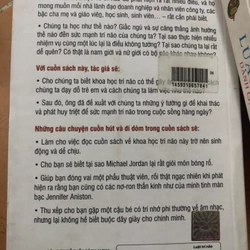 mong muốn nhà lãnh đạo doanh nghiệp và nhân viên
bậc cha mẹ và giáo viên, học sinh, sinh viên... – rất cần phải biết.
• Chúng ta học như thế nào? Giấc ngủ và sự căng thẳng ảnh hưởng
thế nào đến sức mạnh trí não của chúng ta? Tại sao thực hiện nhiều
nhiệm vụ cùng một lúc lại là điều không tưởng? Tại sao chúng ta lại rất
dễ quên? Có thật là nam giới và nữ giới có bộ não khác nhau
Với cuốn sách này, tác giả sẽ:
• Cho chúng ta biết khoa học trí não có thể
chúng ta dạy dỗ trẻ em và cách chúng ta
việc như thế nào
• Sau đó, ông đã đề xuất với chúng ta những ý tưởng để khai thác
và phát huy triệt để sức mạnh trí não trong cuộc sống hàng ngày.
Những câu chuyện cuốn hút và dí dỏm trong cuốn sách sẽ:
• Làm cho việc đọc cuốn sách về khoa học trí não này trở nên sinh
động và dễ chịu.
• Cho bạn sẽ biết tại sao Michael Jordan lại rất giỏi môn bóng rổ.
• Giúp bạn đóng vai một phẫu thuật viên, thật ngạc nhiên khi phát
hiện ra rằng bạn cũng có các nơ-ron thần kinh như của minh tinh màn
bạc Jennifer Aniston.
• Thu xếp cho bạn gặp một cậu bé có trí nhớ phi thường về âm nhạc,
nhưng lại không hề biết buộc dây giày cho chính mình.